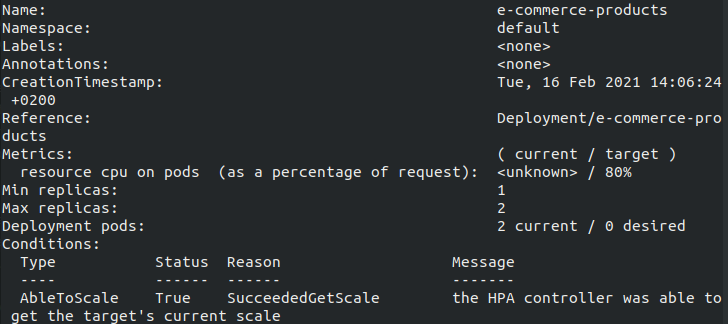 Name:                                                  e-commerce-products
Namespace:                                             default
Labels:                                                <none>
Annotations:                                           <none>
CreationTimestamp:                                     Tue, 16 Feb 2021 14:06:24
 +0200
Reference:                                             Deployment/e-commerce-pro
ducts
Metrics:                                               ( current / target )
  resource cpu on pods  (as a percentage of request):  <unknown> / 80%
Min replicas:                                          1
Max replicas:                                          2
Deployment pods:                                       2 current / 0 desired
Conditions:
  Type           Status  Reason                   Message
  ----           ------  ------                   -------
  AbleToScale    True    SucceededGetScale        the HPA controller was able to
 get the target's current scale